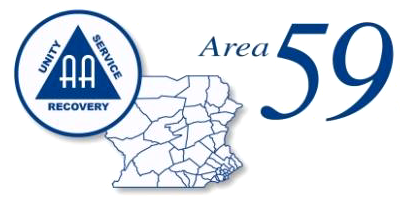 UNITY
SERVICE
AA
RECOVERY
Area 59